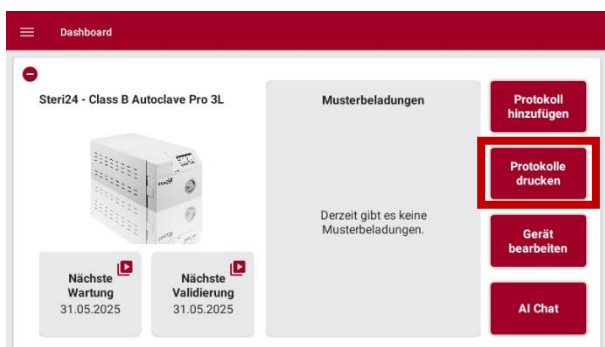 Dashboard
Steri24 - Class B Autoclave Pro 3L
Musterbeladungen
Derzeit gibt es keine
Musterbeladungen.
Nächste
Wartung
31.05.2025
Nächste
Validierung
31.05.2025
Protokoll
hinzufügen
Protokolle
drucken
Gerät
bearbeiten
AI Chat